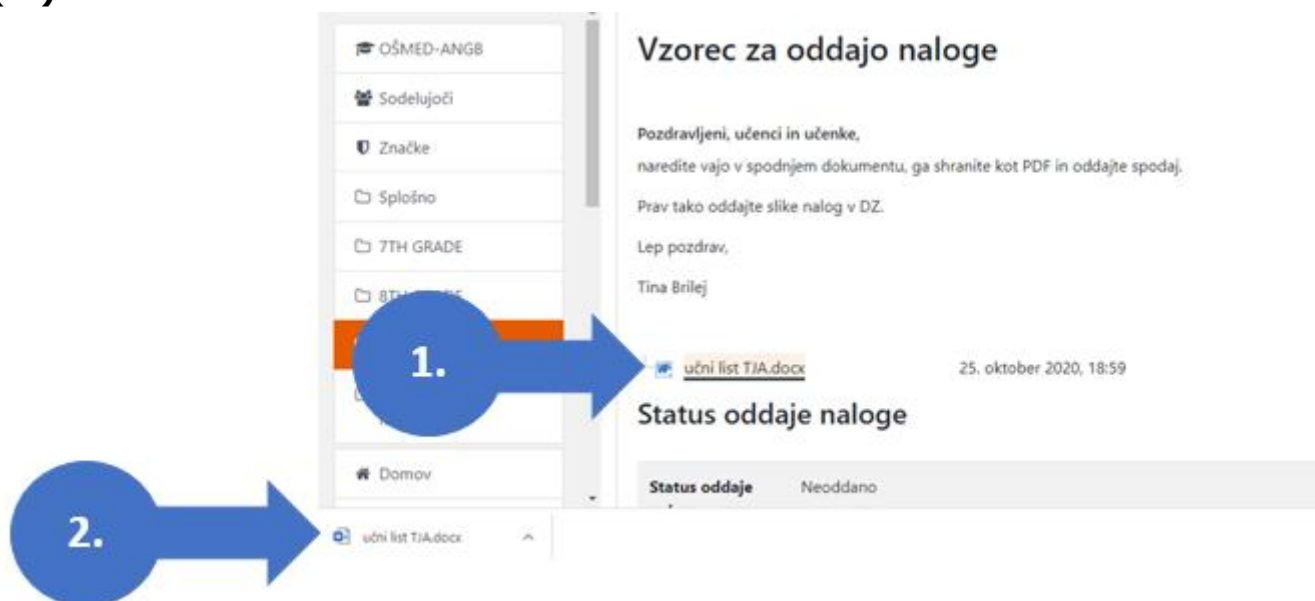 OŠMED-ANGB
Sodelujoči
Značke
Splošno
7TH GRADE
Domov
Vzorec za oddajo naloge
Pozdravljeni, učenci in učenke,
naredite vajo v spodnjem dokumentu, ga shranite kot PDF in oddajte spodaj.
Prav tako oddajte slike nalog v DZ.
Lep pozdrav,
Tina Brilej
1.
učni list TJA.docx 25. oktober 2020, 18:59
Status oddaje naloge
Status oddaje Neoddano
2.
učni list TJA.docx